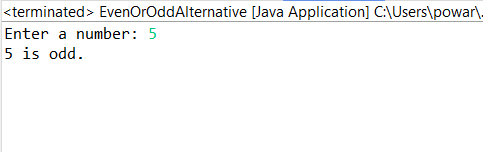 <terminated> EvenOrOddAlternative [Java Application] C:\Users\powar\.
Enter a number: 5
5 is odd.